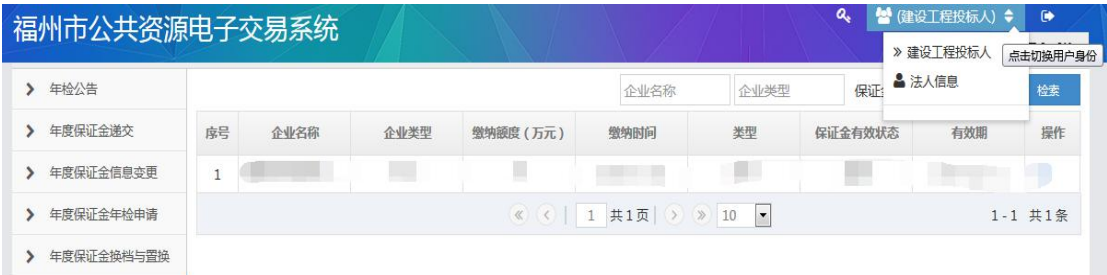 福州市公共资源电子交易系统
(建设工程投标人)
» 建设工程投标人
点击切换用户身份
法人信息
年检公告
企业名称 企业类型 保证金 检索
年度保证金递交
序号 企业名称 企业类型 缴纳额度（万元） 缴纳时间 类型 保证金有效状态 有效期 操作
年度保证金信息变更
1
年度保证金年检申请
1 共1页 10 1-1 共1条
年度保证金换档与置换